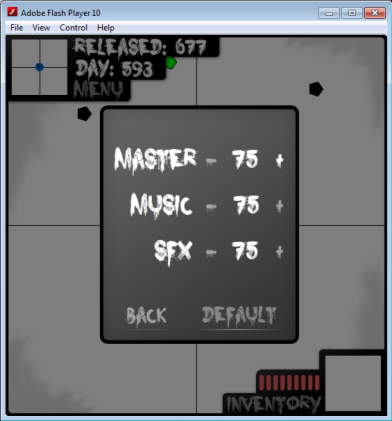 Adobe Flash Player 10
File View Control Help
RELEASED: 677
DAY: 593
MENU
MASTER - 75 +
MUSIC - 75 +
SFX - 75 +
BACK DEFAULT
INVENTORY